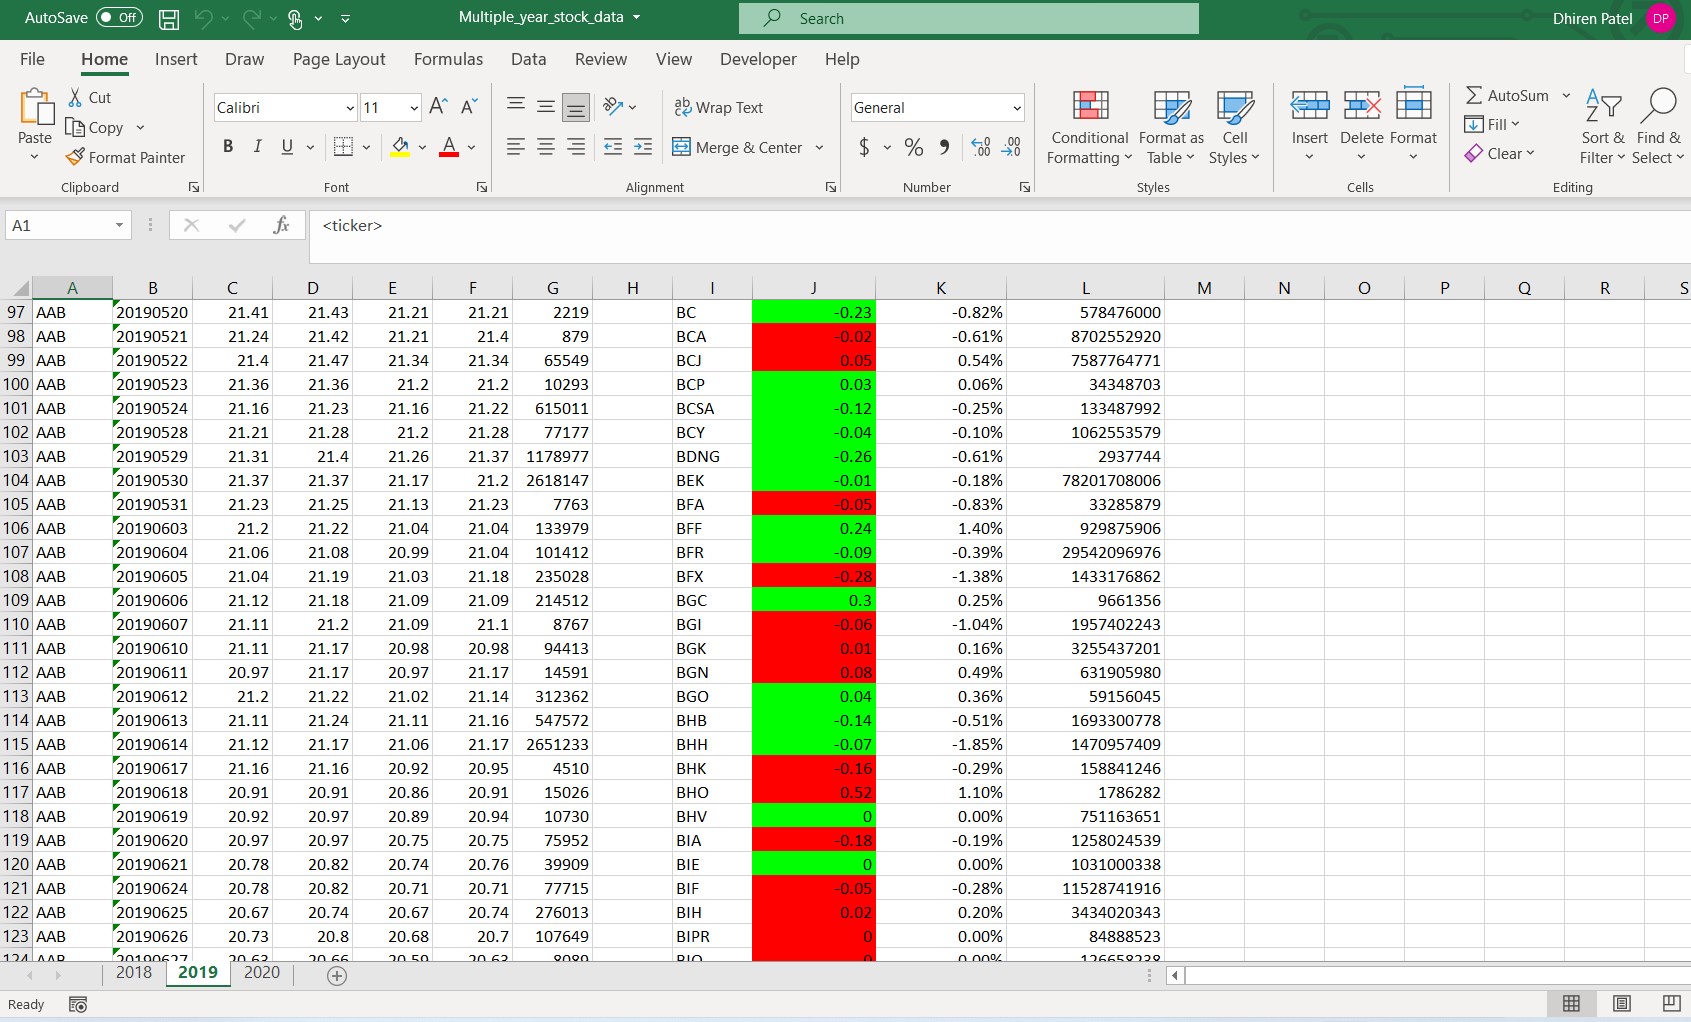 AutoSave Off Multiple_year_stock_data Search Dhiren Patel DP
File Home Insert Draw Page Layout Formulas Data Review View Developer Help
Paste Cut Copy Format Painter Clipboard
Calibri 11 B I U A Font
ab Wrap Text Merge & Center Alignment
General $ % Number
Conditional Formatting Format as Table Cell Styles Styles
Insert Delete Format Cells
AutoSum Fill Clear Sort & Filter Find & Select Editing
A1 fx <ticker>
A B C D E F G H I J K L M N O P Q R S
97 AAB 20190520 21.41 21.43 21.21 21.21 2219 BC -0.23 -0.82% 578476000
98 AAB 20190521 21.24 21.42 21.21 21.4 879 BCA -0.02 -0.61% 8702552920
99 AAB 20190522 21.4 21.47 21.34 21.34 65549 BCJ 0.05 0.54% 7587764771
100 AAB 20190523 21.36 21.36 21.2 21.2 10293 BCP 0.03 0.06% 34348703
101 AAB 20190524 21.16 21.23 21.16 21.22 615011 BCSA -0.12 -0.25% 133487992
102 AAB 20190528 21.21 21.28 21.2 21.28 77177 BCY -0.04 -0.10% 1062553579
103 AAB 20190529 21.31 21.4 21.26 21.37 1178977 BDNG -0.26 -0.61% 2937744
104 AAB 20190530 21.37 21.37 21.17 21.2 2618147 BEK -0.01 -0.18% 78201708006
105 AAB 20190531 21.23 21.25 21.13 21.23 7763 BFA -0.05 -0.83% 33285879
106 AAB 20190603 21.2 21.22 21.04 21.04 133979 BFF 0.24 1.40% 929875906
107 AAB 20190604 21.06 21.08 20.99 21.04 101412 BFR -0.09 -0.39% 29542096976
108 AAB 20190605 21.04 21.19 21.03 21.18 235028 BFX -0.28 -1.38% 1433176862
109 AAB 20190606 21.12 21.18 21.09 21.09 214512 BGC 0.3 0.25% 9661356
110 AAB 20190607 21.11 21.2 21.09 21.1 8767 BGI -0.06 -1.04% 1957402243
111 AAB 20190610 21.11 21.17 20.98 20.98 94413 BGK 0.01 0.16% 3255437201
112 AAB 20190611 20.97 21.17 20.97 21.17 14591 BGN 0.08 0.49% 631905980
113 AAB 20190612 21.2 21.22 21.02 21.14 312362 BGO 0.04 0.36% 59156045
114 AAB 20190613 21.11 21.24 21.11 21.16 547572 BHB -0.14 -0.51% 1693300778
115 AAB 20190614 21.12 21.17 21.06 21.17 2651233 BHH -0.07 -1.85% 1470957409
116 AAB 20190617 21.16 21.16 20.92 20.95 4510 BHK -0.16 -0.29% 158841246
117 AAB 20190618 20.91 20.91 20.86 20.91 15026 BHO 0.52 1.10% 1786282
118 AAB 20190619 20.92 20.97 20.89 20.94 10730 BHV 0 0.00% 751163651
119 AAB 20190620 20.97 20.97 20.75 20.75 75952 BIA -0.18 -0.19% 1258024539
120 AAB 20190621 20.78 20.82 20.74 20.76 39909 BIE 0 0.00% 1031000338
121 AAB 20190624 20.78 20.82 20.71 20.71 77715 BIF -0.05 -0.28% 11528741916
122 AAB 20190625 20.67 20.74 20.67 20.74 276013 BIH 0.02 0.20% 3434020343
123 AAB 20190626 20.73 20.8 20.68 20.7 107649 BIPR 0 0.00% 84888523
124 AAB 20190627 20.63 20.66 20.59 20.63 8089 0 0.00% 126658238
2018 2019 2020
Ready